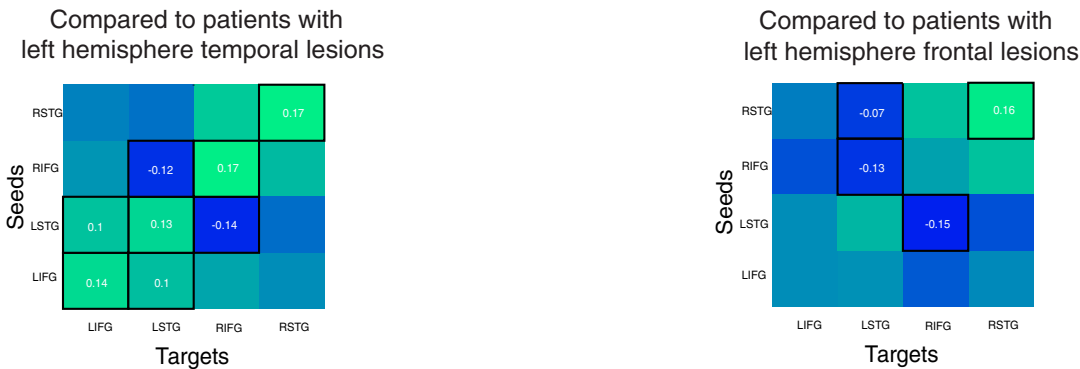 Compared to patients with
left hemisphere temporal lesions
RSTG
0.17
RIFG
-0.12
0.17
LSTG
0.1
0.13
-0.14
LIFG
0.14
0.1
Seeds
LIFG
LSTG
RIFG
RSTG
Targets
Compared to patients with
left hemisphere frontal lesions
RSTG
-0.07
0.16
RIFG
-0.13
LSTG
-0.15
LIFG
Seeds
LIFG
LSTG
RIFG
RSTG
Targets